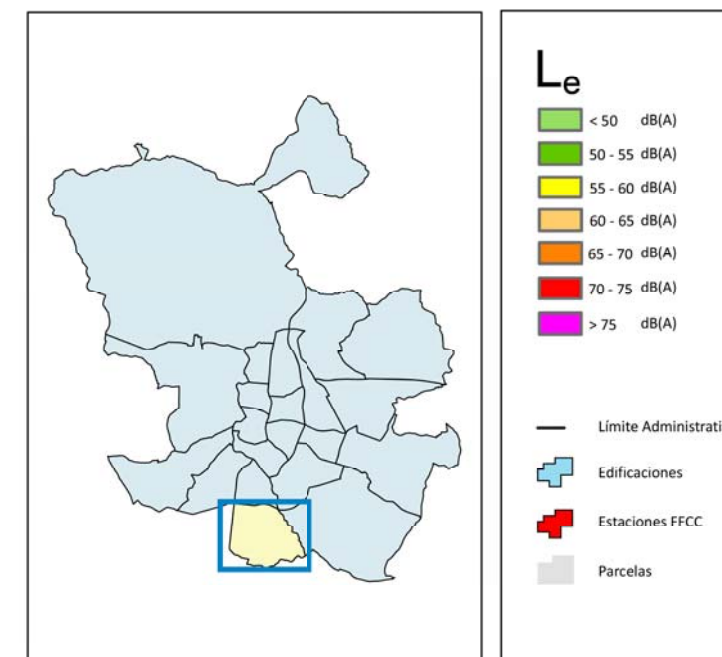 Le
< 50 dB(A)
50 - 55 dB(A)
55 - 60 dB(A)
60 - 65 dB(A)
65 - 70 dB(A)
70 - 75 dB(A)
> 75 dB(A)
Límite Administrati
Edificaciones
Estaciones FFCC
Parcelas